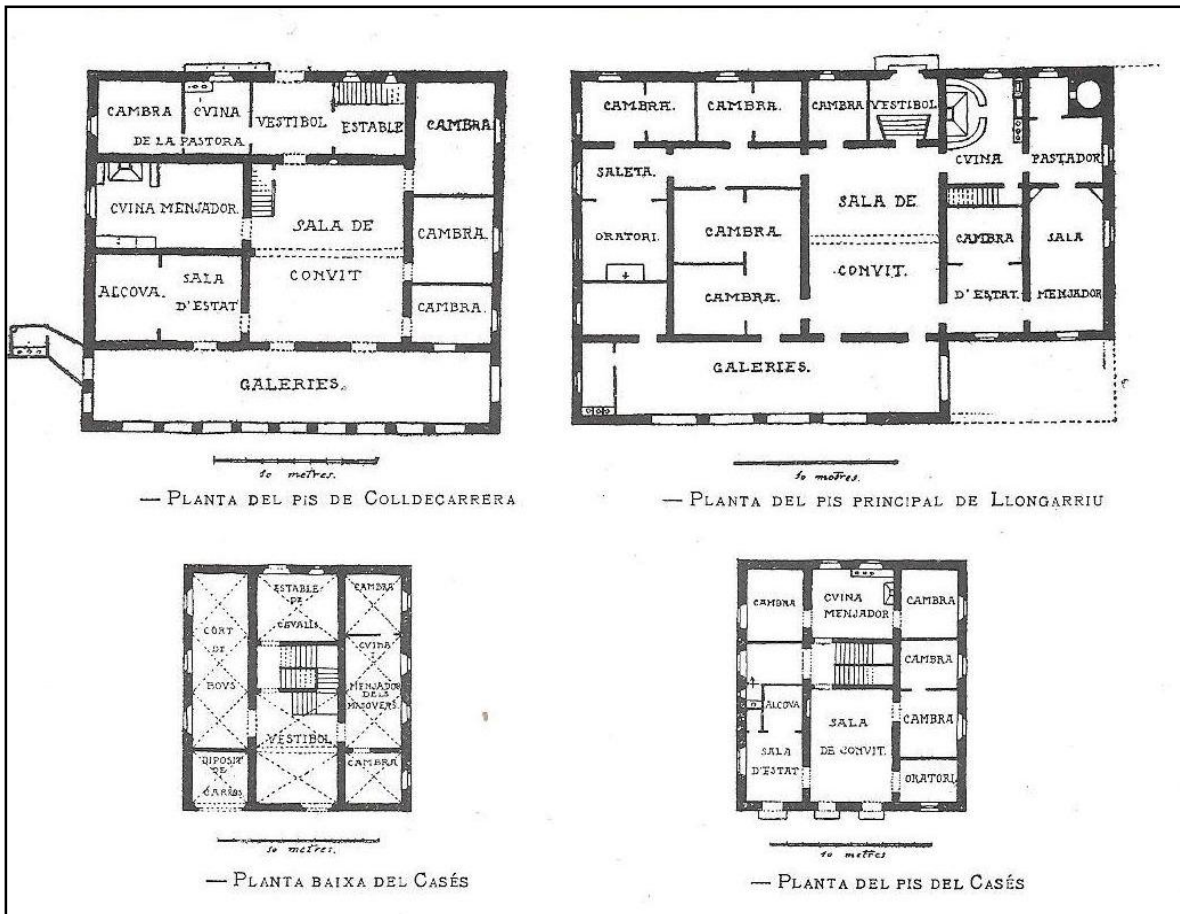 CAMBRA
CVINA
VESTIBOL
ESTABLE
CAMBRA
DE LA PASTORA.
CVINA MENJADOR.
SALA DE
CAMBRA.
ALCOVA.
SALA
D'ESTAT
CONVIT
CAMBRA.
GALERIES.
10 metres.
— PLANTA DEL PIS DE COLLDECARRERA
CAMBRA.
CAMBRA.
CAMBRA
VESTIBOL
CVINA
PASTADOR
SALETA.
SALA DE
ORATORI.
CAMBRA.
CAMBRA
SALA
CONVIT.
CAMBRA.
D'ESTAT.
MENJADOR
GALERIES.
10 metres.
— PLANTA DEL PIS PRINCIPAL DE LLONGARRIU
ESTABLE
DE
CAVALLS
CAMBRA
CORT
DE
BOVS
CVINA
I
MENJADOR
DELS
MASOVERS.
VESTIBOL
DIPOSIT
DE
CARROS
CAMBRA
10 metres.
— PLANTA BAIXA DEL CASÉS
CAMBRA
CVINA
MENJADOR
CAMBRA
CAMBRA
ALCOVA
SALA
DE CONVIT.
CAMBRA
SALA
D'ESTAT
ORATORI.
10 metres
— PLANTA DEL PIS DEL CASÉS